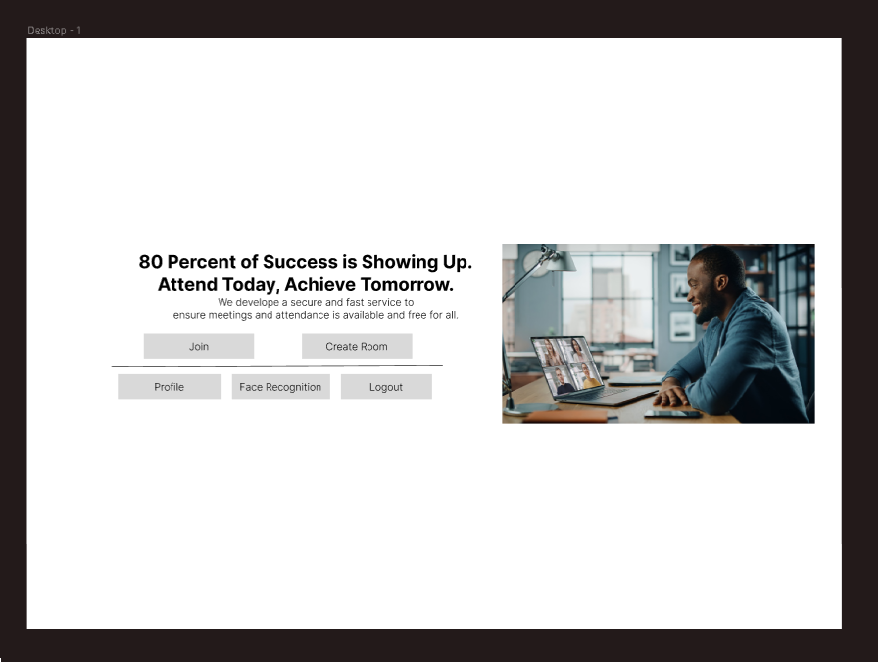 Desktop - 1
80 Percent of Success is Showing Up.
Attend Today, Achieve Tomorrow.
We develope a secure and fast service to
ensure meetings and attendance is available and free for all.
Join
Create Room
Profile
Face Recognition
Logout